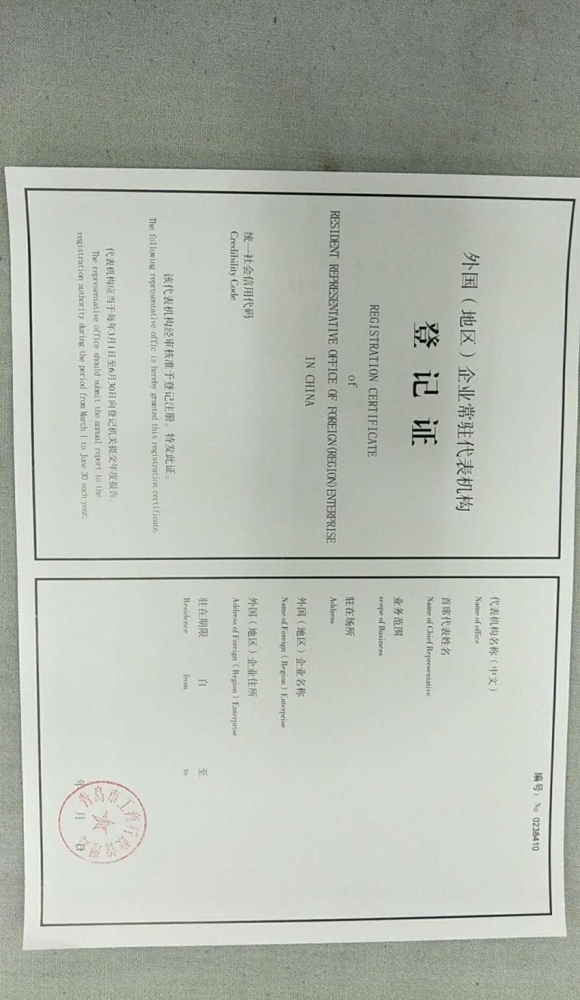 外国（地区）企业常驻代表机构
登记证
REGISTRATION CERTIFICATE
of
RESIDENT REPRESENTATIVE OFFICE OF FOREIGN(REGION)ENTERPRISE
IN CHINA
统一社会信用代码
Credibility Code
该代表机构经审核准予登记注册。特发此证。
The following representative offic is hereby granted this registration certificate.
代表机构应当于每年3月1日至6月30日向登记机关提交年度报告。
The representative office should submit the annual report to the
registration authority during the period from March 1 to June 30 each year.
编号：No 0238410
代表机构名称（中文）
Name of office
首席代表姓名
Name of Chief Representative
业务范围
scope of Business
驻在场所
Address
外国（地区）企业名称
Name of Foreign（Region）Enterprise
外国（地区）企业住所
Address of Foreign（Region）Enterprise
驻在期限 自 至
Residence from to
青岛市工商行政管理局
年 月 日